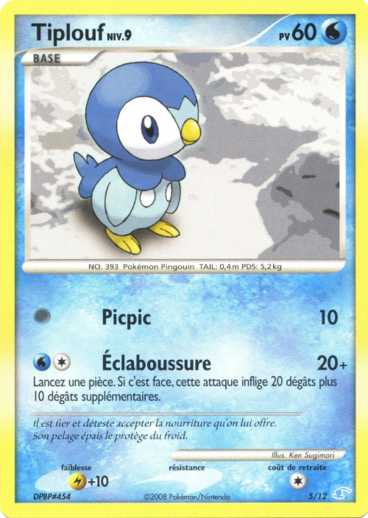 Tiplouf NIV.9 PV 60
BASE
NO. 393 Pokémon Pingouin TAIL: 0,4m PDS: 5,2kg
Picpic 10
Éclaboussure 20+
Lancez une pièce. Si c'est face, cette attaque inflige 20 dégâts plus
10 dégâts supplémentaires.
Il est fier et déteste accepter la nourriture qu'on lui offre.
Son pelage épais le protège du froid.
Illus. Ken Sugimori
faiblesse résistance coût de retraite
+10
DPBP#454 ©2008 Pokémon/Nintendo 5/12